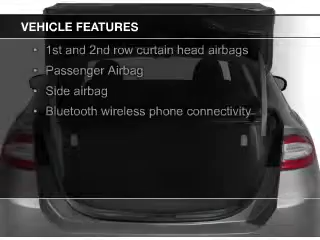 VEHICLE FEATURES
• 1st and 2nd row curtain head airbags
• Passenger Airbag
• Side airbag
• Bluetooth wireless phone connectivity